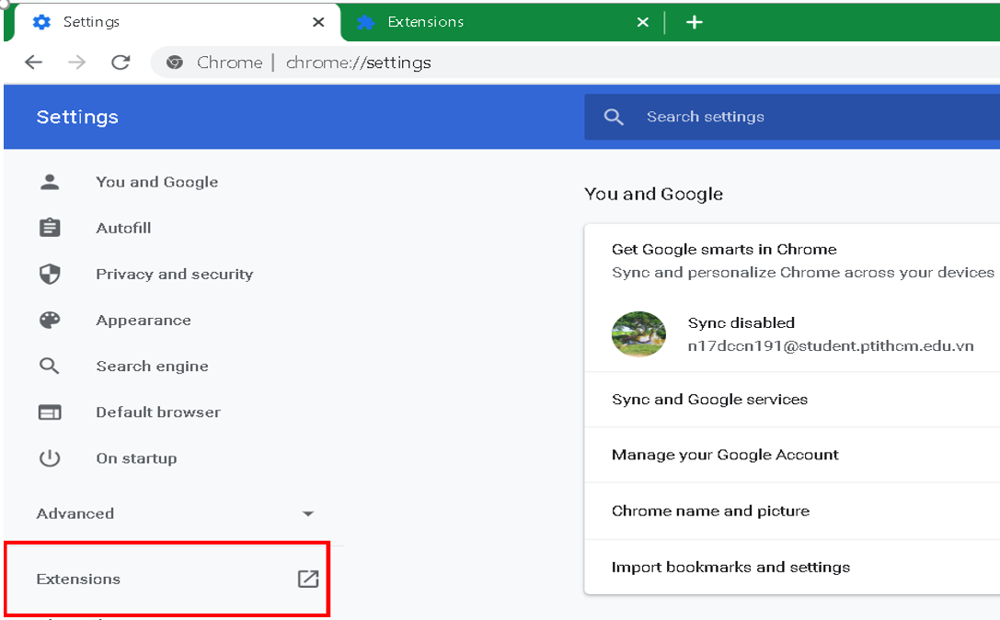 Settings
Extensions
Chrome | chrome://settings
Settings
Search settings
You and Google
Autofill
Privacy and security
Appearance
Search engine
Default browser
On startup
Advanced
Extensions
You and Google
Get Google smarts in Chrome
Sync and personalize Chrome across your devices
Sync disabled
n17dccn191@student.ptithcm.edu.vn
Sync and Google services
Manage your Google Account
Chrome name and picture
Import bookmarks and settings